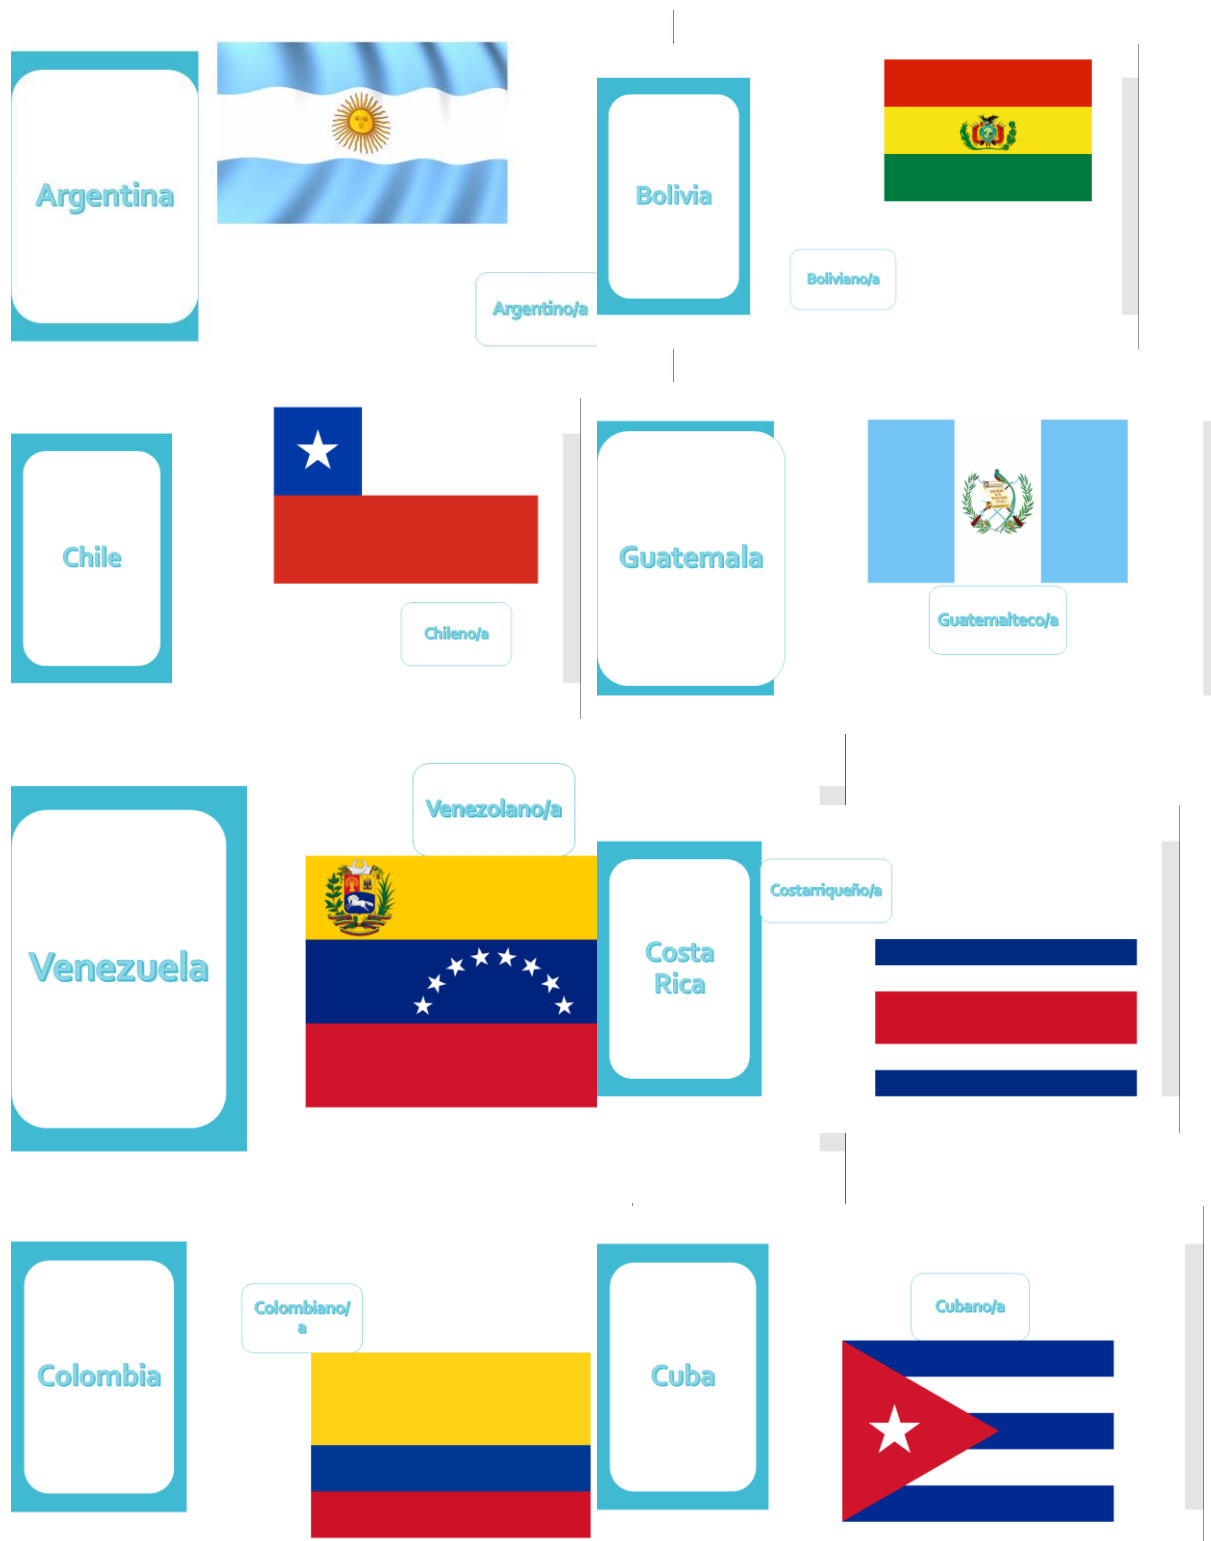 Argentina
Argentino/a
Bolivia
Boliviano/a
Chile
Chileno/a
Guatemala
Guatemalteco/a
Venezolano/a
Venezuela
Costarriqueño/a
Costa
Rica
Colombiano/
a
Colombia
Cubano/a
Cuba